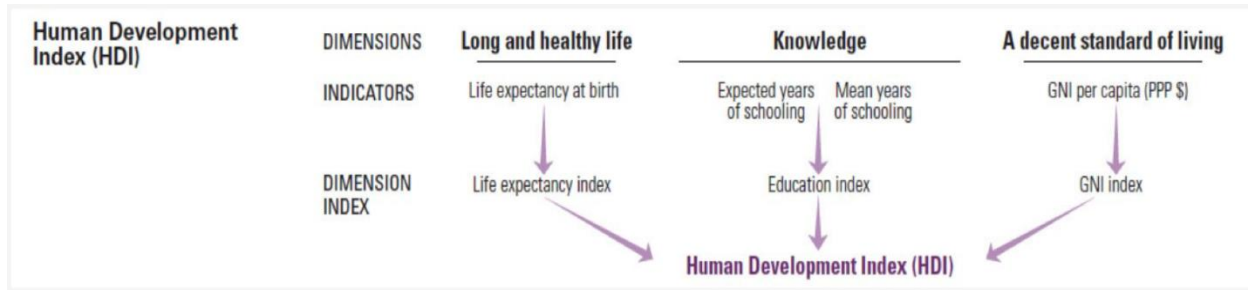 Human Development
Index (HDI)
DIMENSIONS
Long and healthy life
Knowledge
A decent standard of living
INDICATORS
Life expectancy at birth
Expected years
of schooling
Mean years
of schooling
GNI per capita (PPP $)
DIMENSION
INDEX
Life expectancy index
Education index
GNI index
Human Development Index (HDI)